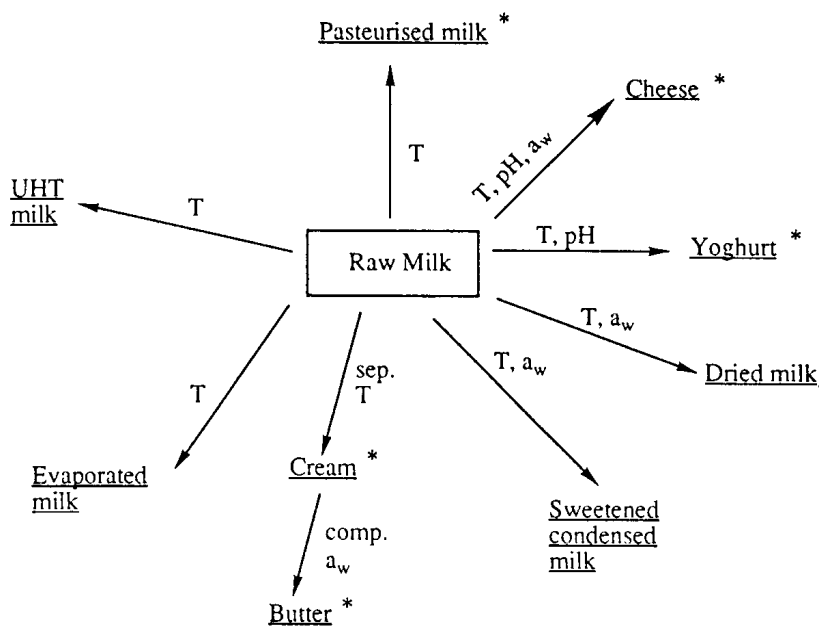 Pasteurised milk *
Cheese *
T
T, pH, a_w
UHT
milk
T
T, pH
Yoghurt *
Raw Milk
T, a_w
Dried milk
T
sep.
T
T, a_w
Evaporated
milk
Cream *
Sweetened
condensed
milk
comp.
a_w
Butter *